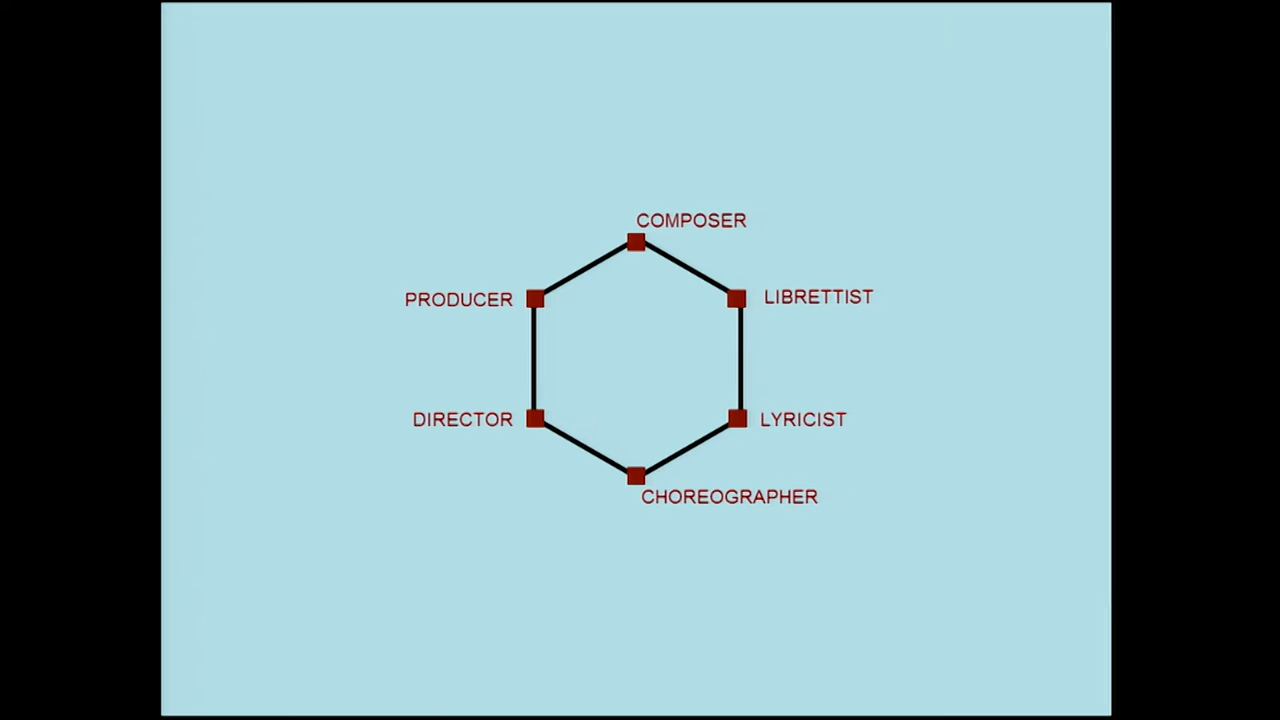 COMPOSER
PRODUCER
LIBRETTIST
DIRECTOR
LYRICIST
CHOREOGRAPHER